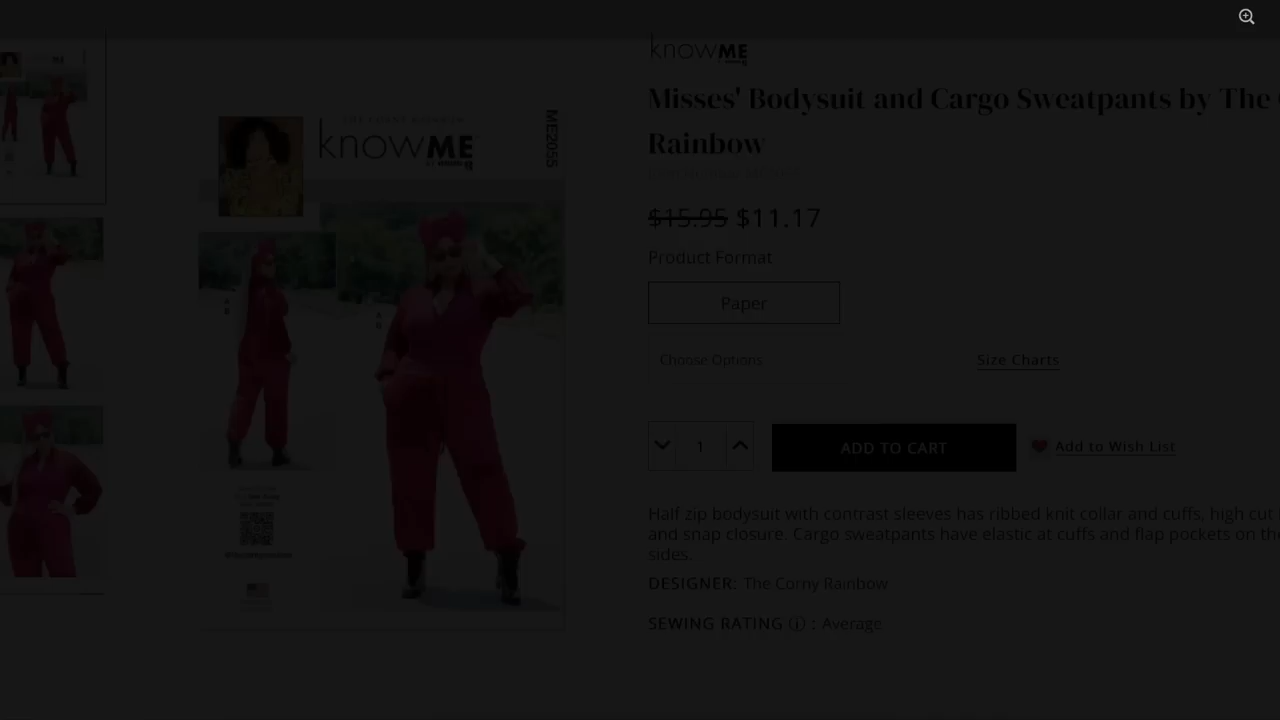 knowME
Misses' Bodysuit and Cargo Sweatpants by The
Rainbow
$15.95 $11.17
Product Format
Paper
Choose Options
Size Charts
1
ADD TO CART
Add to Wish List
Half zip bodysuit with contrast sleeves has ribbed knit collar and cuffs, high cut
and snap closure. Cargo sweatpants have elastic at cuffs and flap pockets on the
sides.
DESIGNER: The Corny Rainbow
SEWING RATING ⓘ : Average
THE CORNY RAINBOW
knowME
ME2055